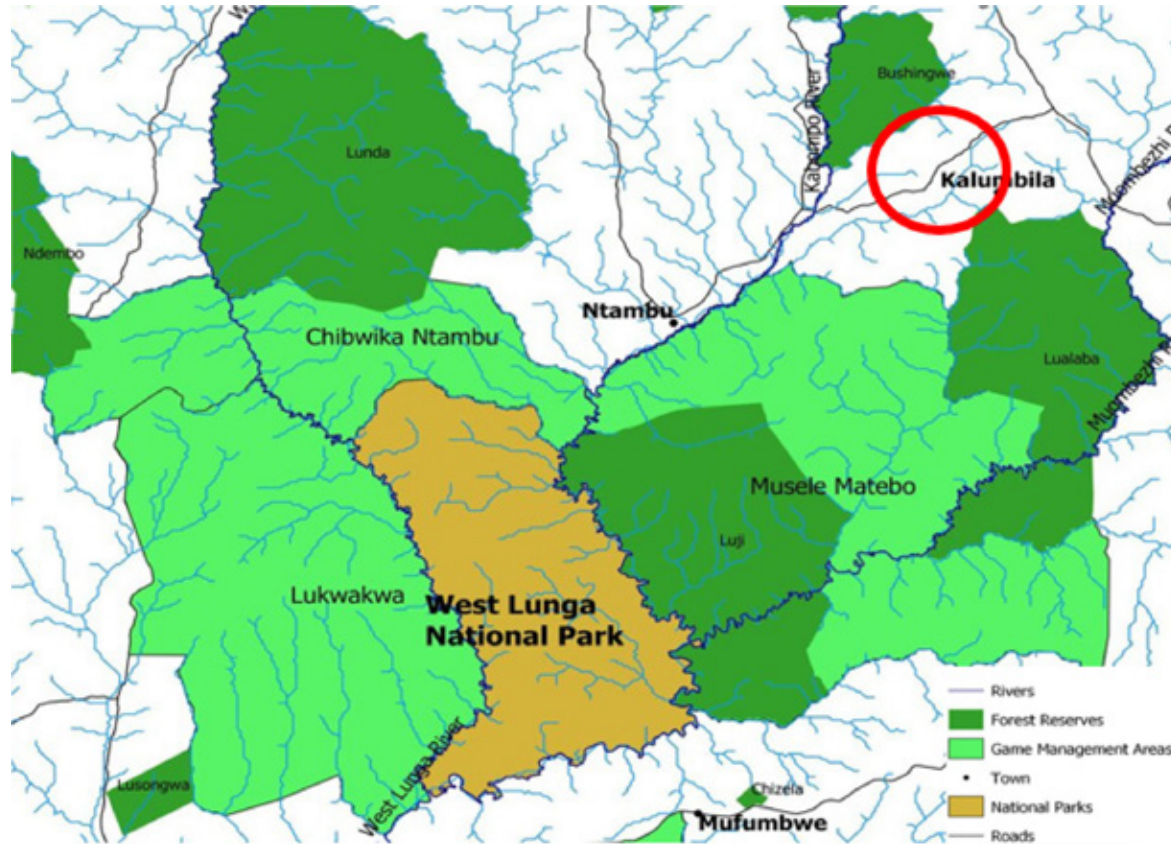 Bushingwe
Kabompo River
Lunda
Kalumbila
Ndembo
Ntambu
Chibwika Ntambu
Lualaba
Musele Matebo
Luji
Lukwakwa
West Lunga
National Park
West Lunga River
Lusongwa
Chizela
Mufumbwe
Rivers
Forest Reserves
Game Management Areas
Town
National Parks
Roads